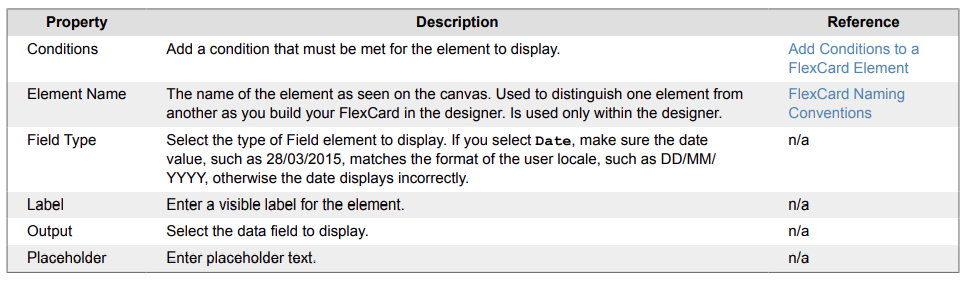 Property Description Reference
Conditions Add a condition that must be met for the element to display. Add Conditions to a
FlexCard Element
Element Name The name of the element as seen on the canvas. Used to distinguish one element from FlexCard Naming
another as you build your FlexCard in the designer. Is used only within the designer. Conventions
Field Type Select the type of Field element to display. If you select Date, make sure the date n/a
value, such as 28/03/2015, matches the format of the user locale, such as DD/MM/
YYYY, otherwise the date displays incorrectly.
Label Enter a visible label for the element. n/a
Output Select the data field to display. n/a
Placeholder Enter placeholder text. n/a